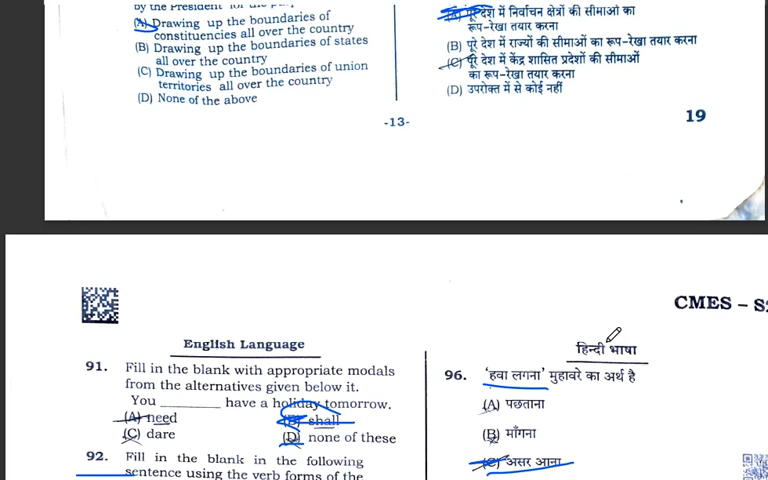 by the President for the
(A) Drawing up the boundaries of
constituencies all over the country
(B) Drawing up the boundaries of states
all over the country
(C) Drawing up the boundaries of union
territories all over the country
(D) None of the above
(A) पूरे देश में निर्वाचन क्षेत्रों की सीमाओं का
रूप-रेखा तयार करना
(B) पूरे देश में राज्यों की सीमाओं का रूप-रेखा तयार करना
(C) पूरे देश में केंद्र शासित प्रदेशों की सीमाओं
का रूप-रेखा तयार करना
(D) उपरोक्त में से कोई नहीं
-13-
19
CMES – S
English Language
91. Fill in the blank with appropriate modals
from the alternatives given below it.
You ________ have a holiday tomorrow.
(A) need (B) shall
(C) dare (D) none of these
92. Fill in the blank in the following
sentence using the verb forms of the
हिन्दी भाषा
96. 'हवा लगना' मुहावरे का अर्थ है
(A) पछताना
(B) माँगना
(C) असर आना